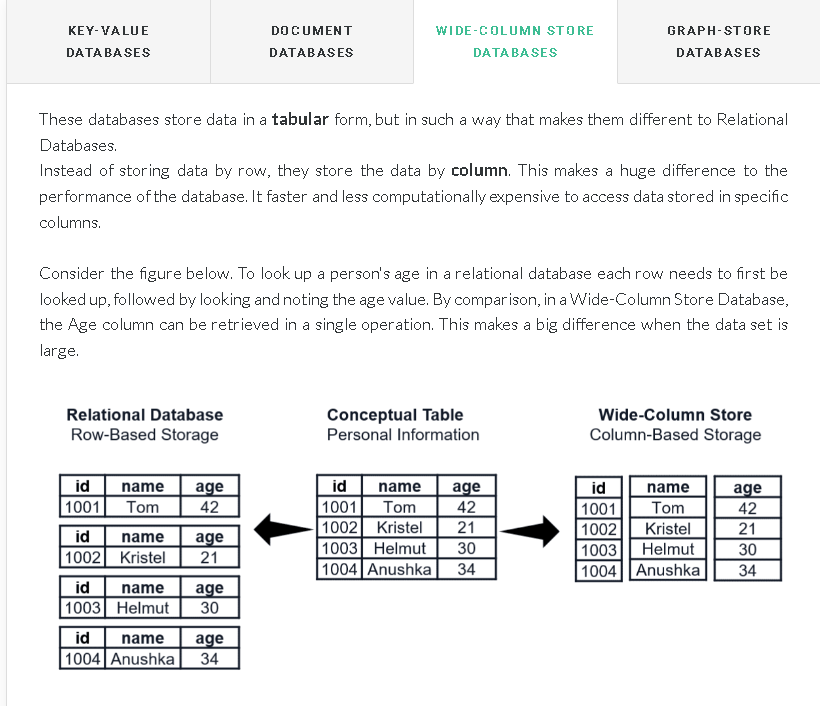 KEY-VALUE DATABASES
DOCUMENT DATABASES
WIDE-COLUMN STORE DATABASES
GRAPH-STORE DATABASES
These databases store data in a tabular form, but in such a way that makes them different to Relational
Databases.
Instead of storing data by row, they store the data by column. This makes a huge difference to the
performance of the database. It faster and less computationally expensive to access data stored in specific
columns.
Consider the figure below. To look up a person's age in a relational database each row needs to first be
looked up, followed by looking and noting the age value. By comparison, in a Wide-Column Store Database,
the Age column can be retrieved in a single operation. This makes a big difference when the data set is
large.
Relational Database
Row-Based Storage
id name age
1001 Tom 42
id name age
1002 Kristel 21
id name age
1003 Helmut 30
id name age
1004 Anushka 34
Conceptual Table
Personal Information
id name age
1001 Tom 42
1002 Kristel 21
1003 Helmut 30
1004 Anushka 34
Wide-Column Store
Column-Based Storage
id name age
1001 Tom 42
1002 Kristel 21
1003 Helmut 30
1004 Anushka 34